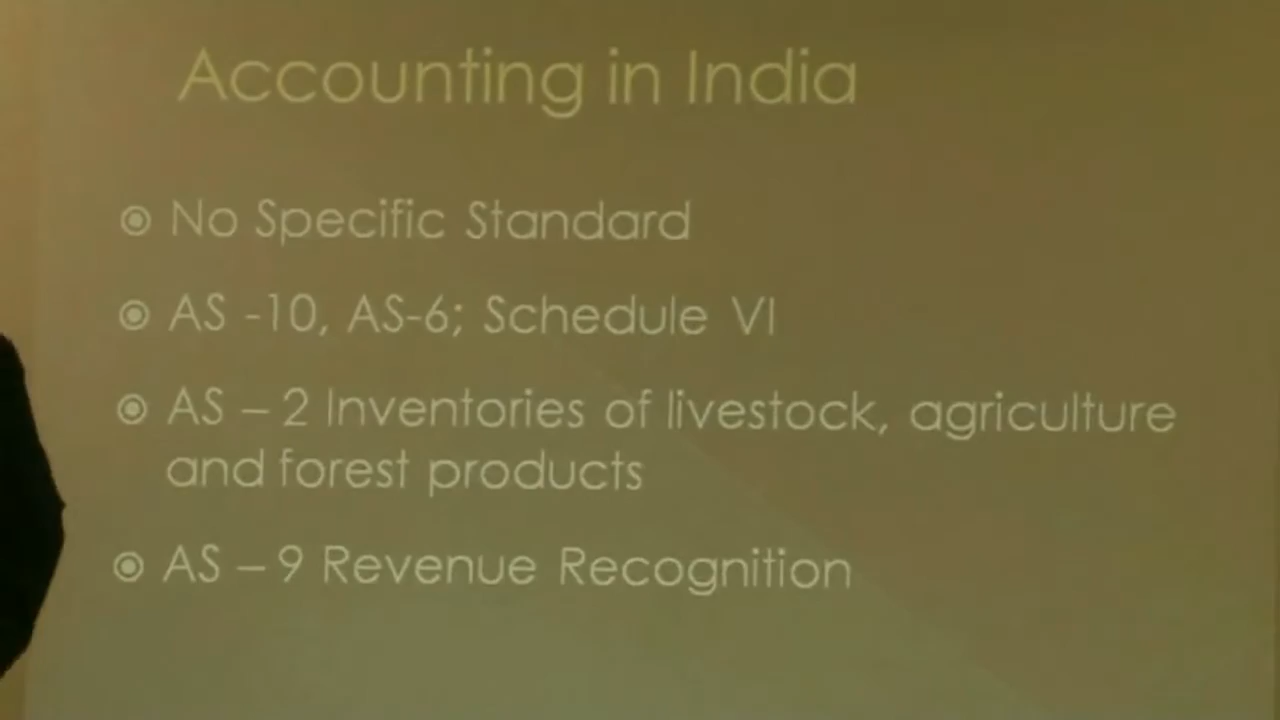 Accounting in India
No Specific Standard
AS -10, AS-6; Schedule VI
AS – 2 Inventories of livestock, agriculture
and forest products
AS – 9 Revenue Recognition